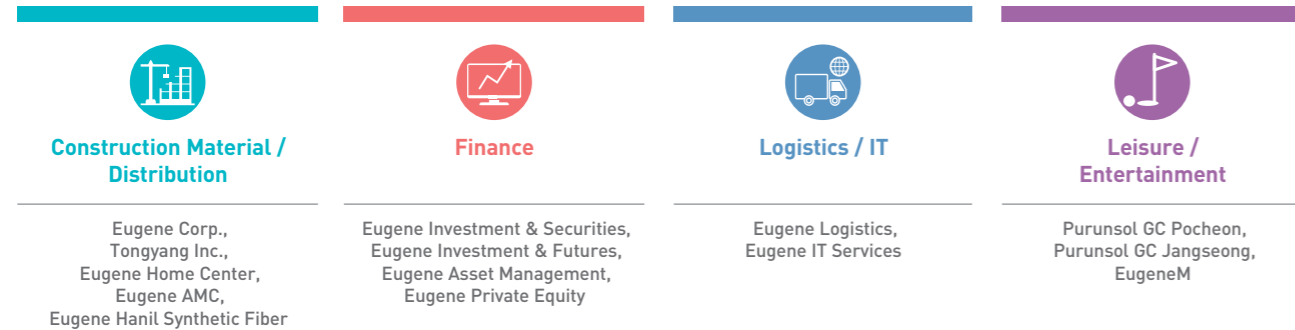 Construction Material /
Distribution
Eugene Corp.,
Tongyang Inc.,
Eugene Home Center,
Eugene AMC,
Eugene Hanil Synthetic Fiber
Finance
Eugene Investment & Securities,
Eugene Investment & Futures,
Eugene Asset Management,
Eugene Private Equity
Logistics / IT
Eugene Logistics,
Eugene IT Services
Leisure /
Entertainment
Purunsol GC Pocheon,
Purunsol GC Jangseong,
EugeneM